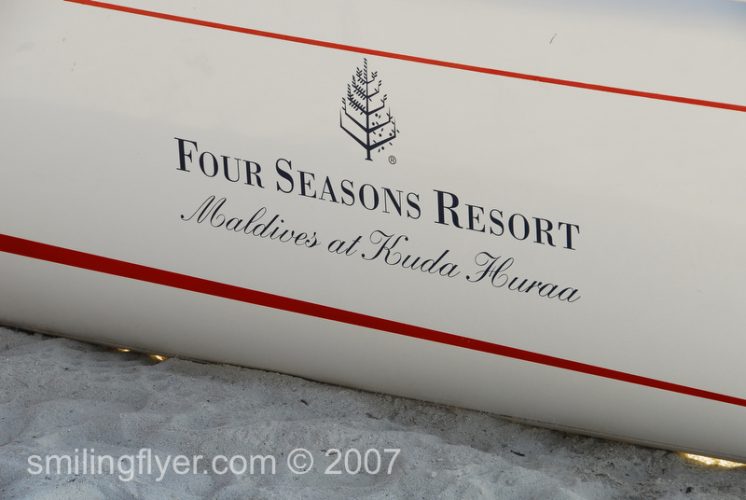 ®
FOUR SEASONS RESORT
Maldives at Kuda Huraa
smilingflyer.com © 2007